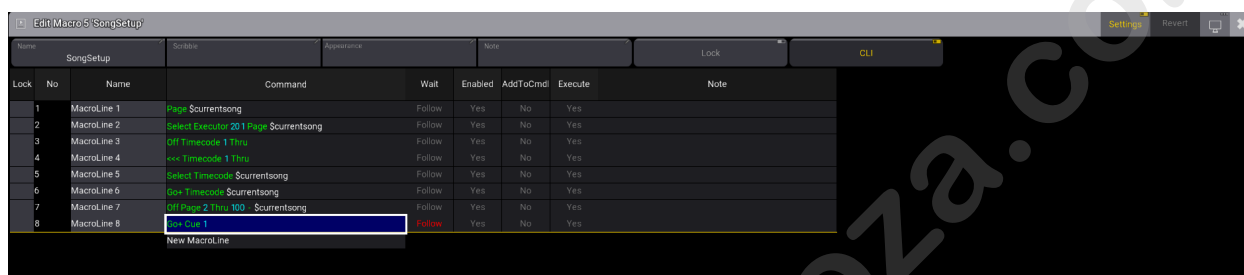 Edit Macro 5 'SongSetup'
Settings
Revert
Name
SongSetup
Scribble
Appearance
Note
Lock
CLI
Lock No Name Command Wait Enabled AddToCmdl Execute Note
1 MacroLine 1 Page $currentsong Follow Yes No Yes
2 MacroLine 2 Select Executor 201 Page $currentsong Follow Yes No Yes
3 MacroLine 3 Off Timecode 1 Thru Follow Yes No Yes
4 MacroLine 4 <<< Timecode 1 Thru Follow Yes No Yes
5 MacroLine 5 Select Timecode $currentsong Follow Yes No Yes
6 MacroLine 6 Go+ Timecode $currentsong Follow Yes No Yes
7 MacroLine 7 Off Page 2 Thru 100 - $currentsong Follow Yes No Yes
8 MacroLine 8 Go+ Cue 1 Follow Yes No Yes
New MacroLine